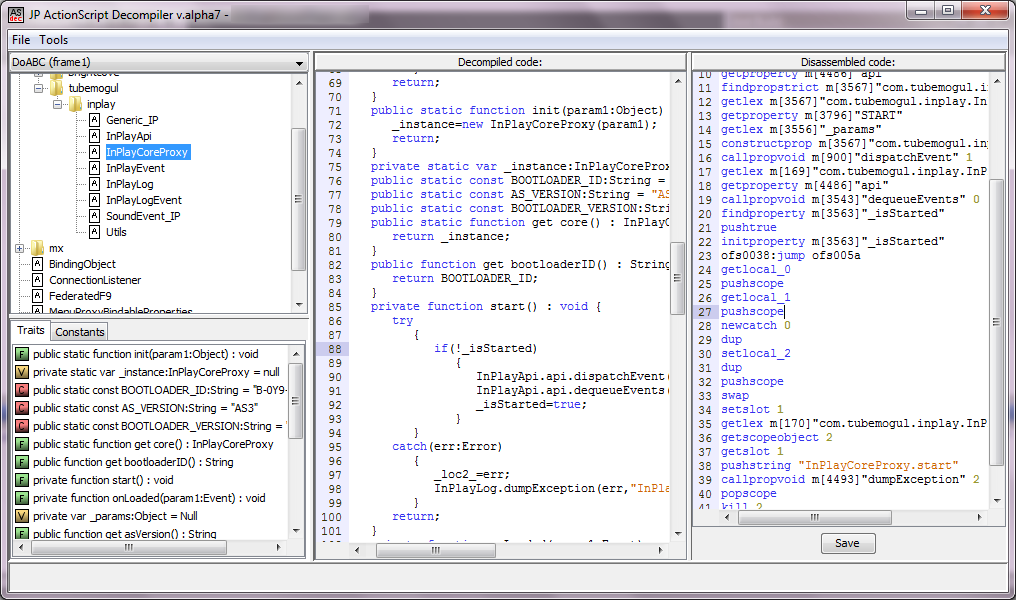 JP ActionScript Decompiler v.alpha7 -
File Tools
DoABC (frame1)
tubemogul
inplay
Generic_IP
InPlayApi
InPlayCoreProxy
InPlayEvent
InPlayLog
InPlayLogEvent
SoundEvent_IP
Utils
mx
BindingObject
ConnectionListener
FederatedF9
MenuProxyBindableProperties
Traits Constants
public static function init(param1:Object) : void
private static var _instance:InPlayCoreProxy = null
public static const BOOTLOADER_ID:String = "B-0Y9-
public static const AS_VERSION:String = "AS3"
public static const BOOTLOADER_VERSION:String = "
public static function get core() : InPlayCoreProxy
public function get bootloaderID() : String
private function start() : void
private function onLoaded(param1:Event) : void
private var _params:Object = Null
public function get asVersion() : String
Decompiled code:
69 return;
70 }
71 public static function init(param1:Object)
72 _instance=new InPlayCoreProxy(param1);
73 return;
74 }
75 private static var _instance:InPlayCoreProx
76 public static const BOOTLOADER_ID:String =
77 public static const AS_VERSION:String = "AS
78 public static const BOOTLOADER_VERSION:Stri
79 public static function get core() : InPlayC
80 return _instance;
81 }
82 public function get bootloaderID() : String
83 return BOOTLOADER_ID;
84 }
85 private function start() : void {
86 try
87 {
88 if(!_isStarted)
89 {
90 InPlayApi.api.dispatchEvent(
91 InPlayApi.api.dequeueEvents(
92 _isStarted=true;
93 }
94 }
95 catch(err:Error)
96 {
97 _loc2_=err;
98 InPlayLog.dumpException(err,"InPla
99 }
100 return;
101 }
Disassembled code:
10 getproperty m[4486]"api"
11 findpropstrict m[3567]"com.tubemogul.inp
12 getlex m[3567]"com.tubemogul.inplay.In
13 getproperty m[3796]"START"
14 getlex m[3556]"_params"
15 constructprop m[3567]"com.tubemogul.in
16 callpropvoid m[900]"dispatchEvent" 1
17 getlex m[169]"com.tubemogul.inplay.InP
18 getproperty m[4486]"api"
19 callpropvoid m[3543]"dequeueEvents" 0
20 findproperty m[3563]"_isStarted"
21 pushtrue
22 initproperty m[3563]"_isStarted"
23 ofs0038:jump ofs005a
24 getlocal_0
25 pushscope
26 getlocal_1
27 pushscope
28 newcatch 0
29 dup
30 setlocal_2
31 dup
32 pushscope
33 swap
34 setslot 1
35 getlex m[170]"com.tubemogul.inplay.InP
36 getscopeobject 2
37 getslot 1
38 pushstring "InPlayCoreProxy.start"
39 callpropvoid m[4493]"dumpException" 2
40 popscope
41 kill 2
Save